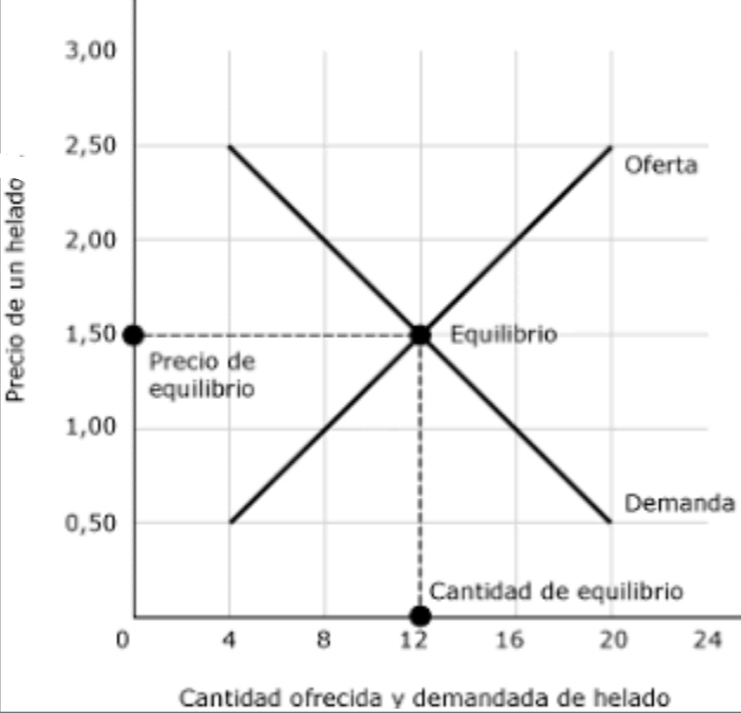 3,00
2,50
Oferta
2,00
Precio de un helado
1,50
Equilibrio
Precio de
equilibrio
1,00
0,50
Demanda
Cantidad de equilibrio
0 4 8 12 16 20 24
Cantidad ofrecida y demandada de helado